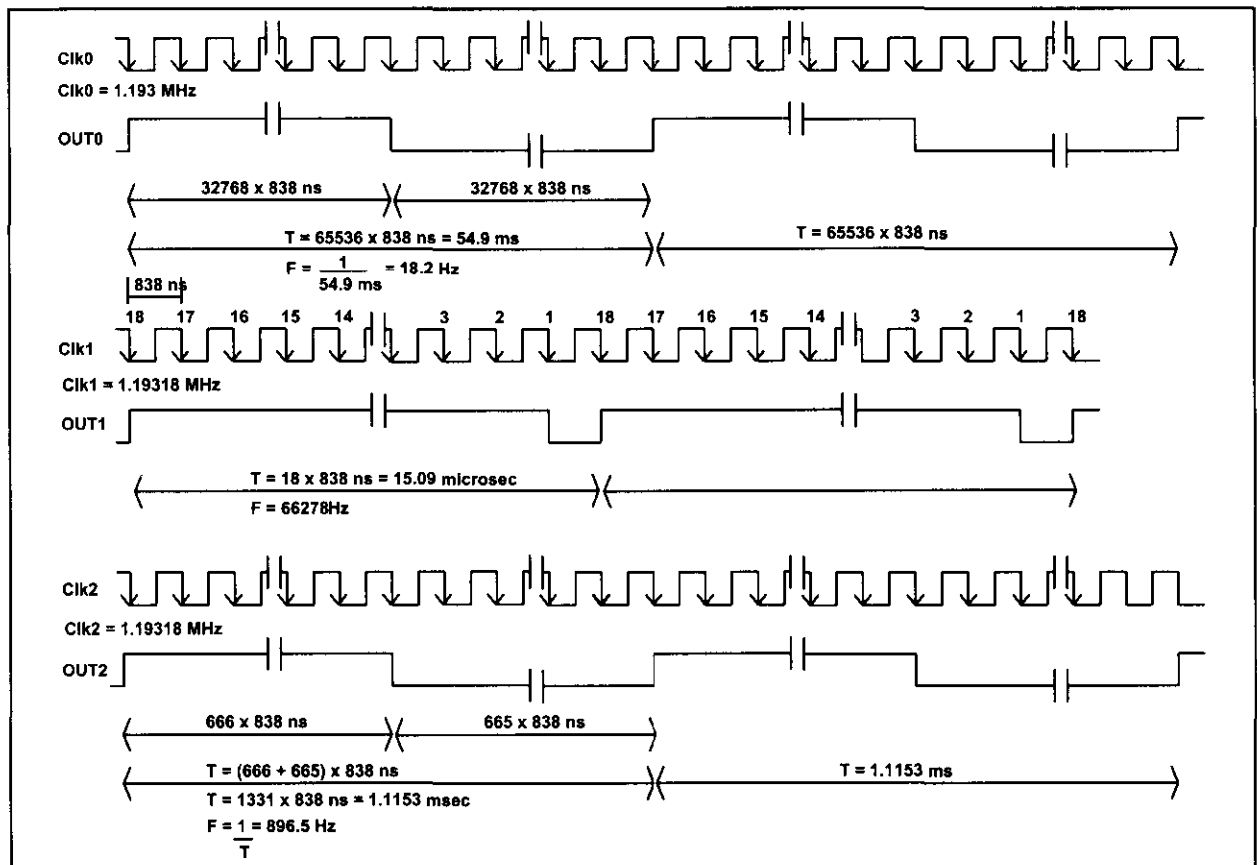 Clk0
Clk0 = 1.193 MHz
OUT0
32768 x 838 ns 32768 x 838 ns
T = 65536 x 838 ns = 54.9 ms T = 65536 x 838 ns
F = 1 / 54.9 ms = 18.2 Hz
838 ns
18 17 16 15 14 3 2 1 18 17 16 15 14 3 2 1 18
Clk1
Clk1 = 1.19318 MHz
OUT1
T = 18 x 838 ns = 15.09 microsec
F = 66278Hz
Clk2
Clk2 = 1.19318 MHz
OUT2
666 x 838 ns 665 x 838 ns
T = (666 + 665) x 838 ns T = 1.1153 ms
T = 1331 x 838 ns = 1.1153 msec
F = 1 / T = 896.5 Hz